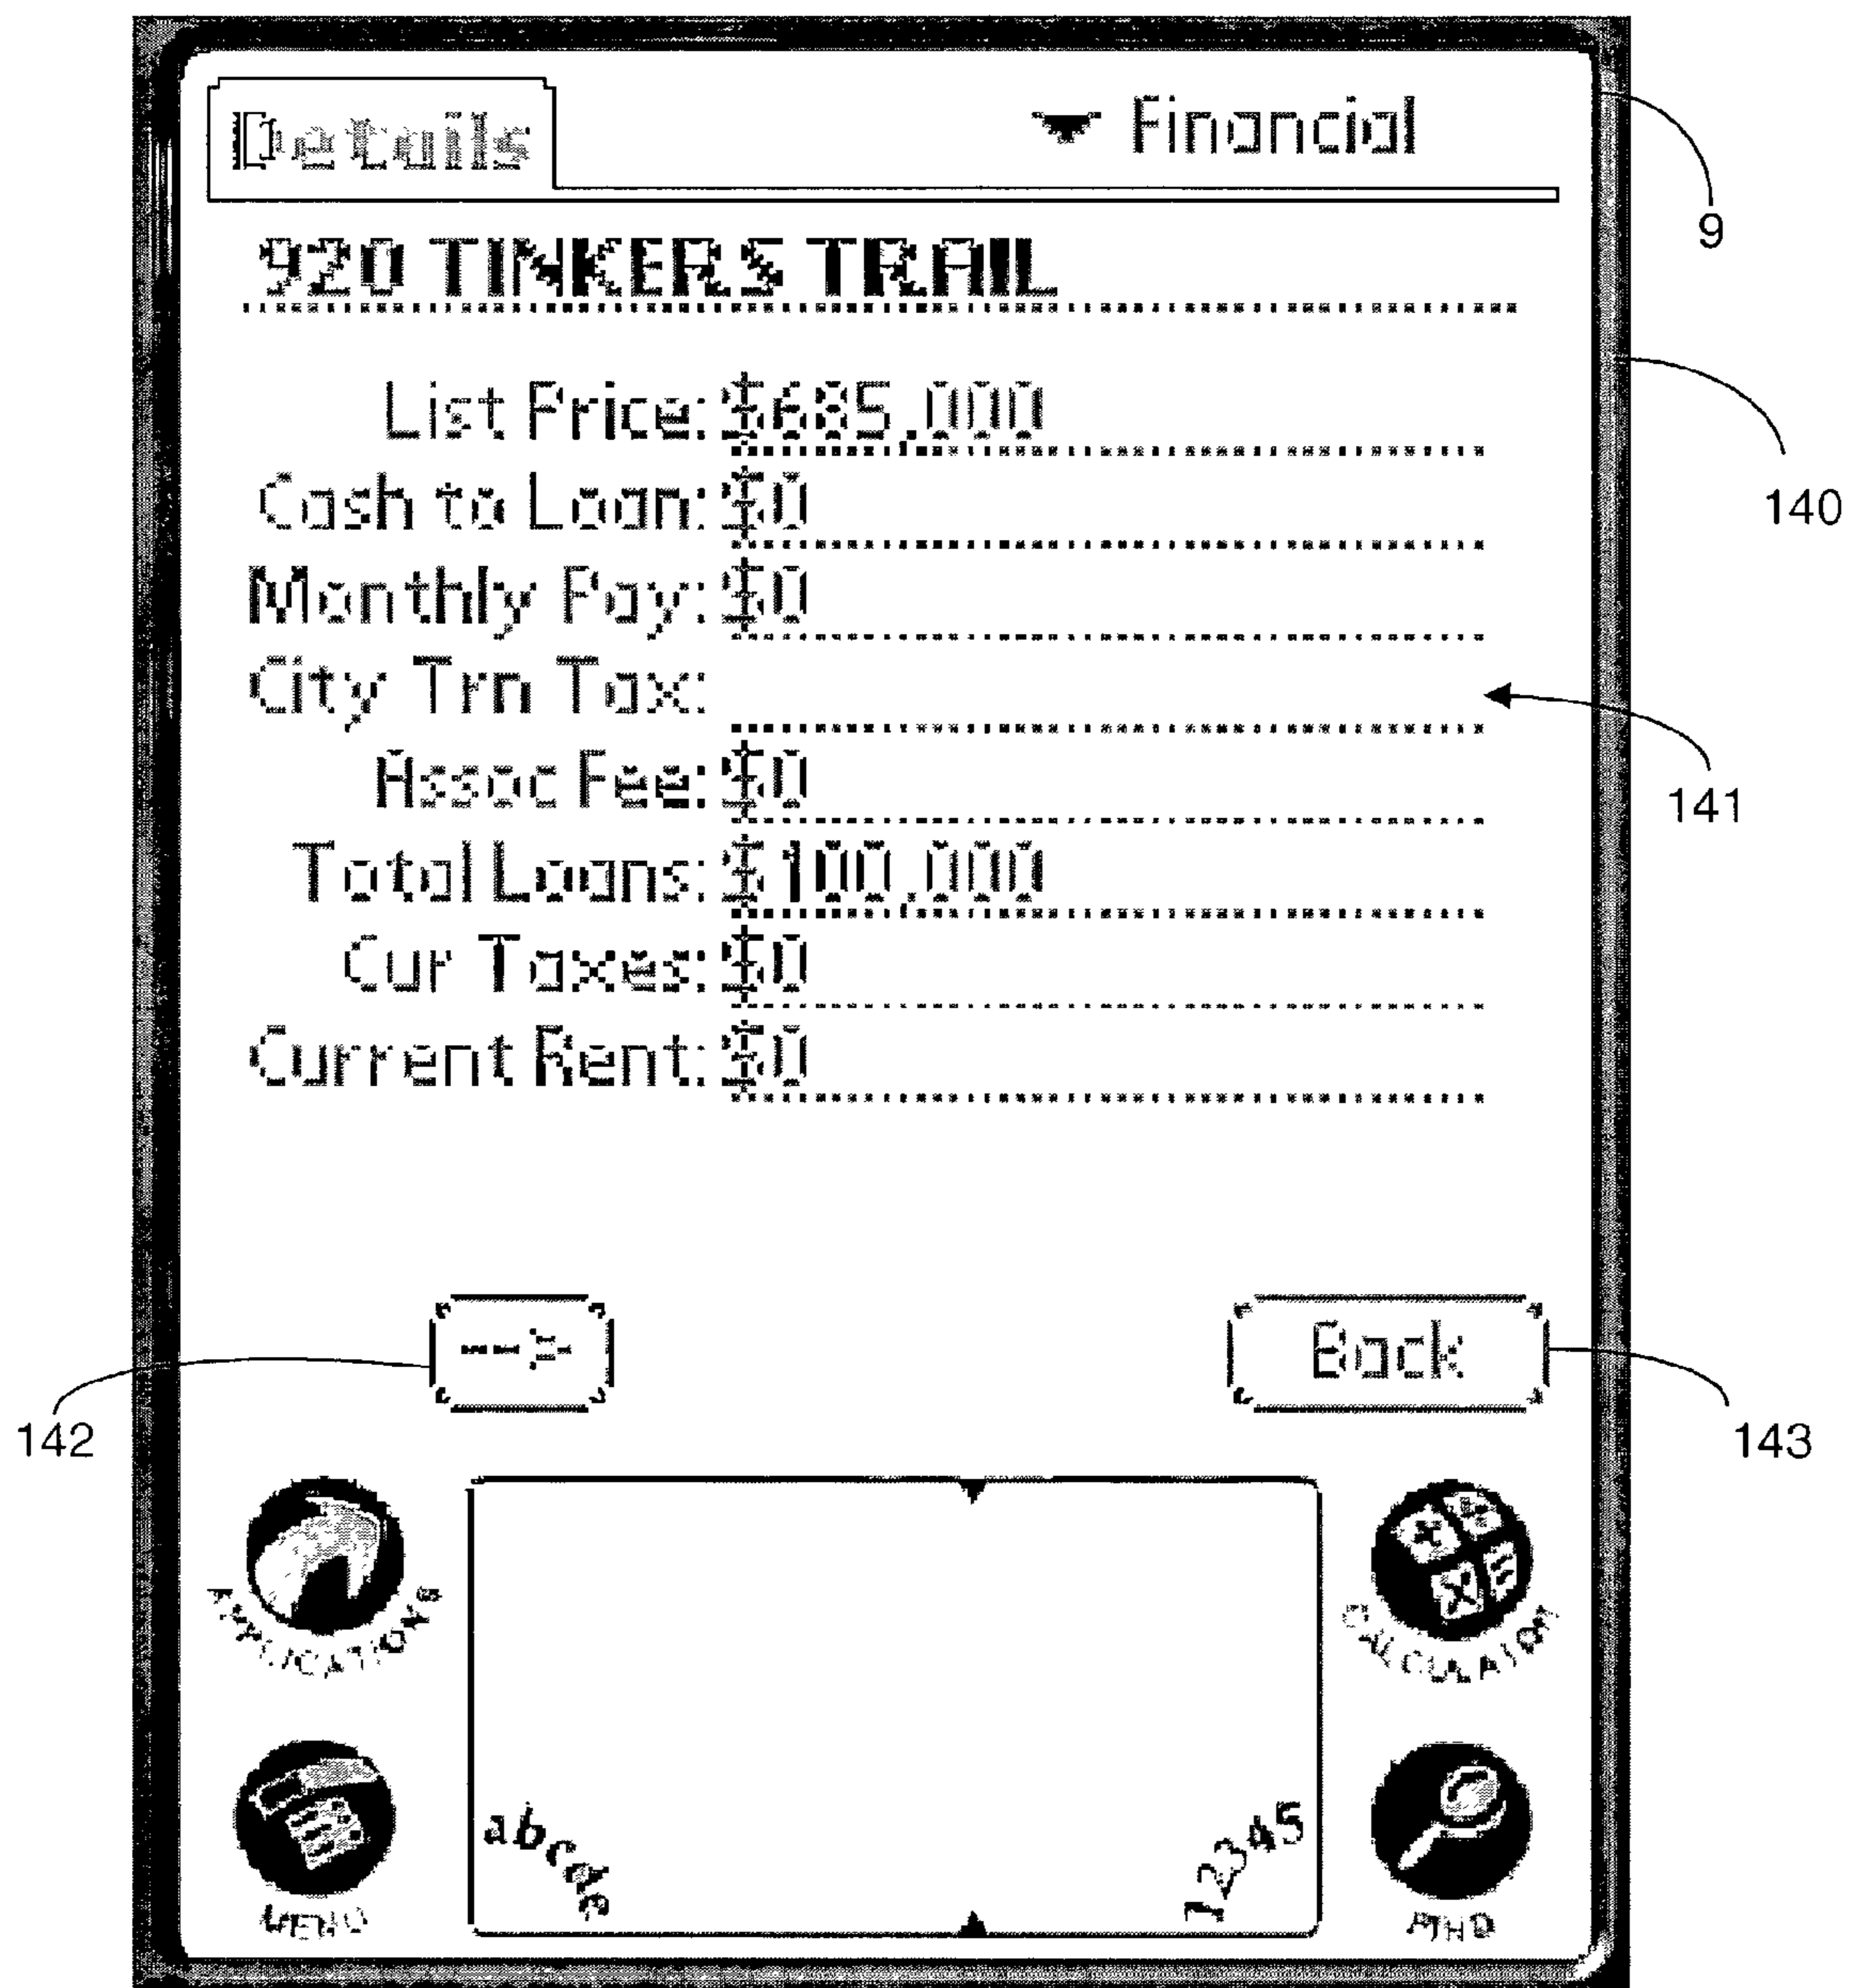 Details Financial
9
920 TINKERS TRAIL
140
List Price: $685,000
Cash to Loan: $0
Monthly Pay: $0
City Trn Tax:
141
Assoc Fee: $0
Total Loans: $100,000
Cur Taxes: $0
Current Rent: $0
--> Back
142 143
APPLICATIONS CALCULATOR
abcde 12345
MENU FIND